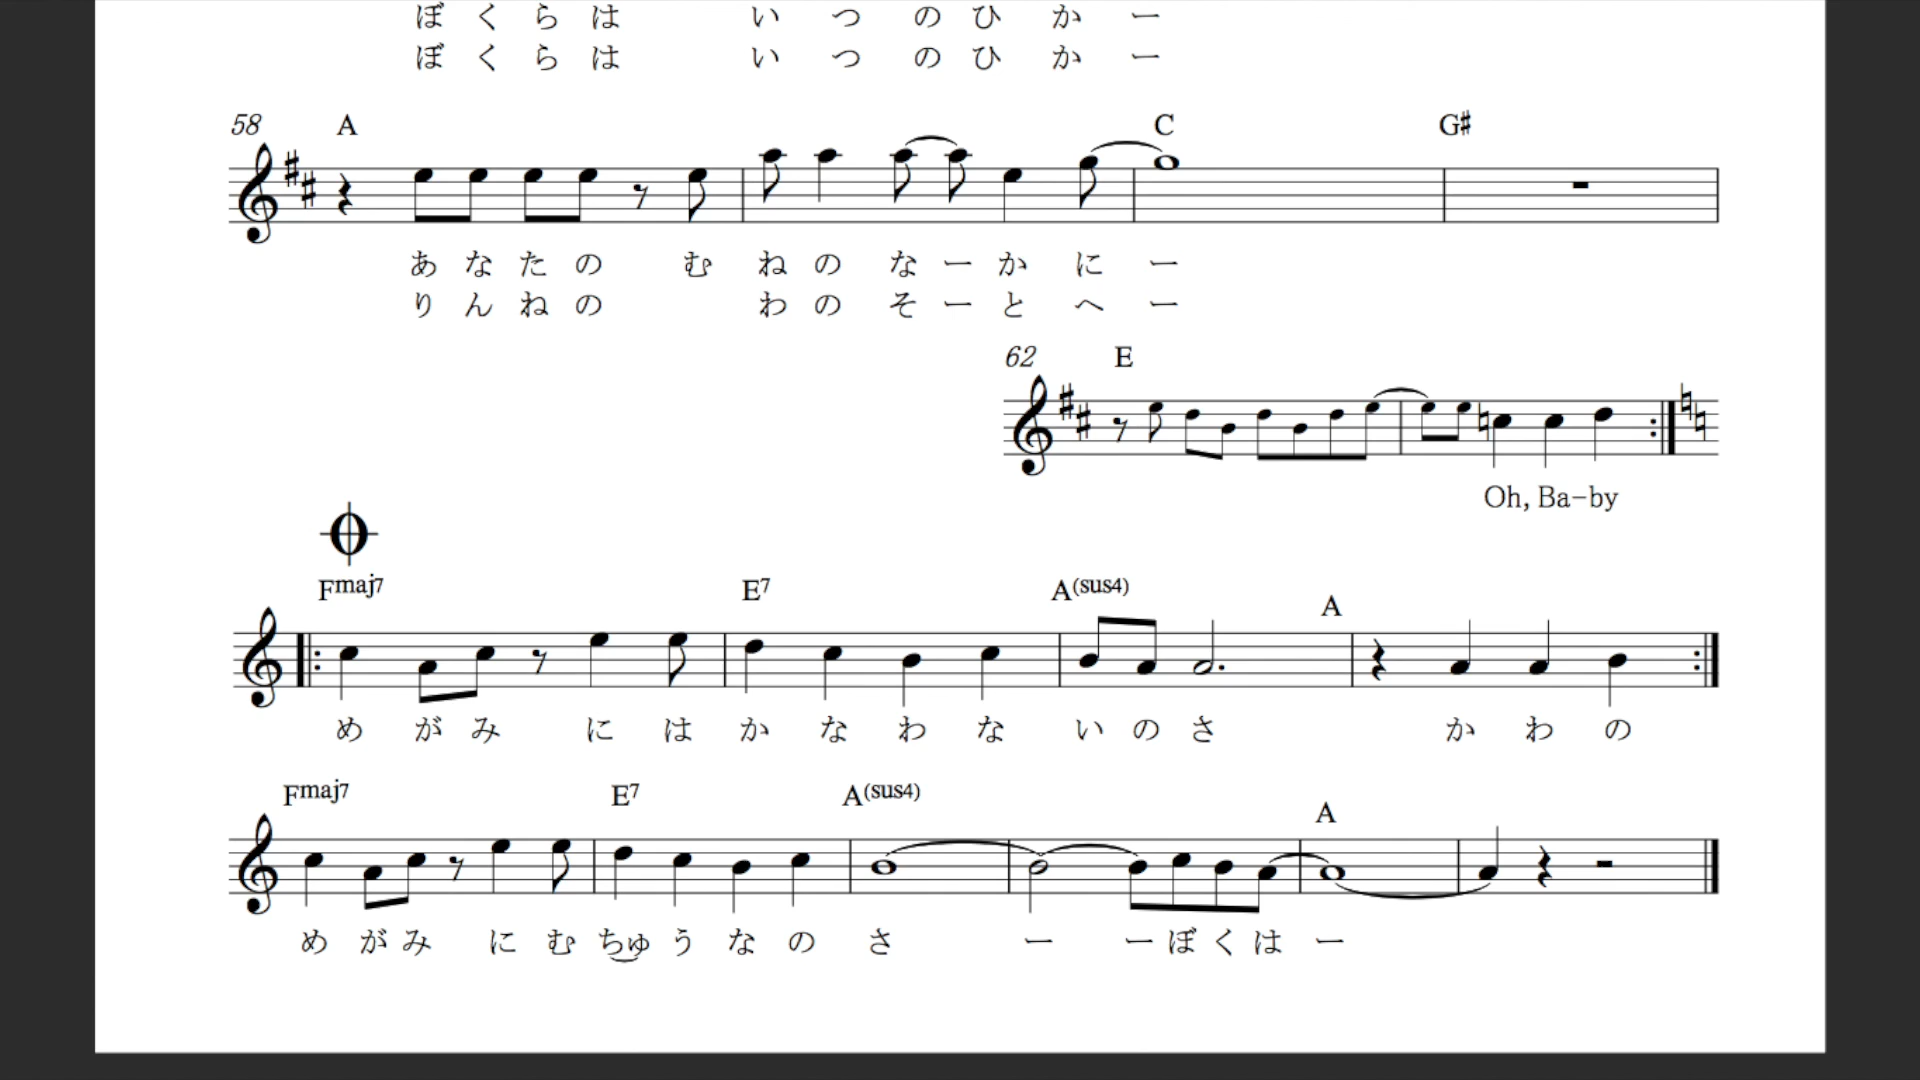 ぼ く ら は い つ の ひ か ー
ぼ く ら は い つ の ひ か ー
58 A C G♯
あ な た の む ね の な ー か に ー
り ん ね の わ の そ ー と へ ー
62 E
Oh, Ba-by
Fmaj7 E7 A(sus4) A
め が み に は か な わ な い の さ か わ の
Fmaj7 E7 A(sus4) A
め が み に む ちゅ う な の さ ー ー ぼ く は ー